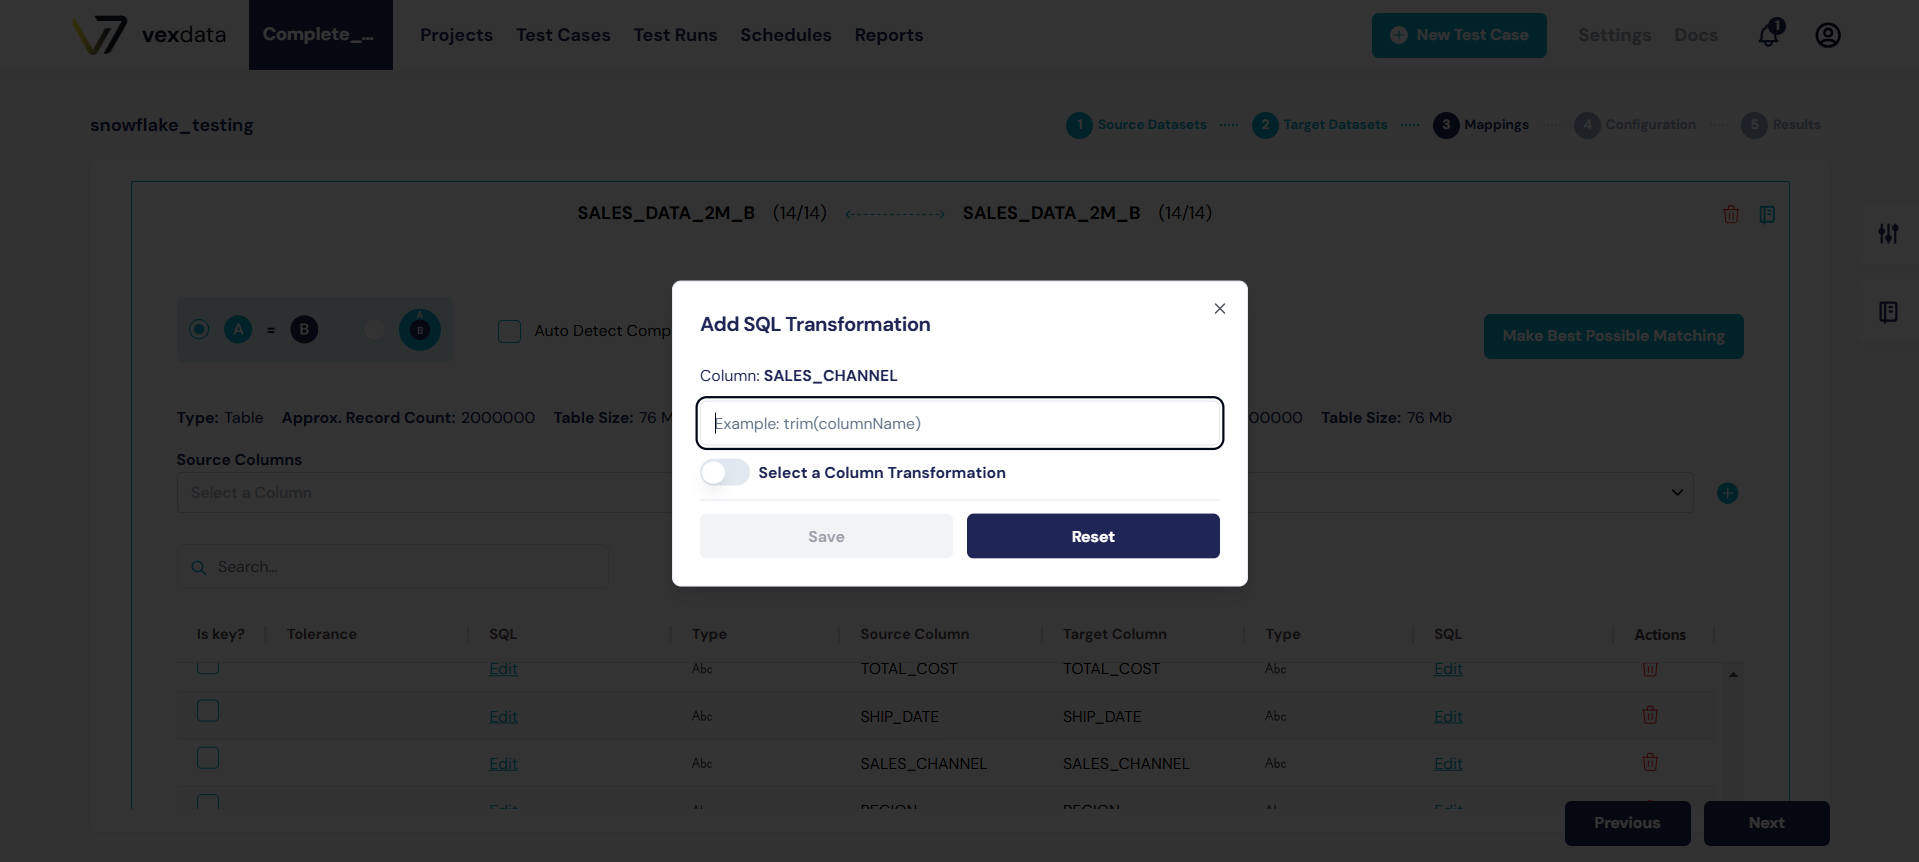 vexdata Complete_... Projects Test Cases Test Runs Schedules Reports New Test Case Settings Docs 1
snowflake_testing 1 Source Datasets 2 Target Datasets 3 Mappings 4 Configuration 5 Results
SALES_DATA_2M_B (14/14) SALES_DATA_2M_B (14/14)
A = B A B Auto Detect Comp Make Best Possible Matching
Add SQL Transformation
Column: SALES_CHANNEL
Example: trim(columnName)
Select a Column Transformation
Save Reset
Type: Table Approx. Record Count: 2000000 Table Size: 76 M 00000 Table Size: 76 Mb
Source Columns
Select a Column
Search...
Is key? Tolerance SQL Type Source Column Target Column Type SQL Actions
Edit Abc TOTAL_COST TOTAL_COST Abc Edit
Edit Abc SHIP_DATE SHIP_DATE Abc Edit
Edit Abc SALES_CHANNEL SALES_CHANNEL Abc Edit
Edit REGION REGION Edit
Previous Next